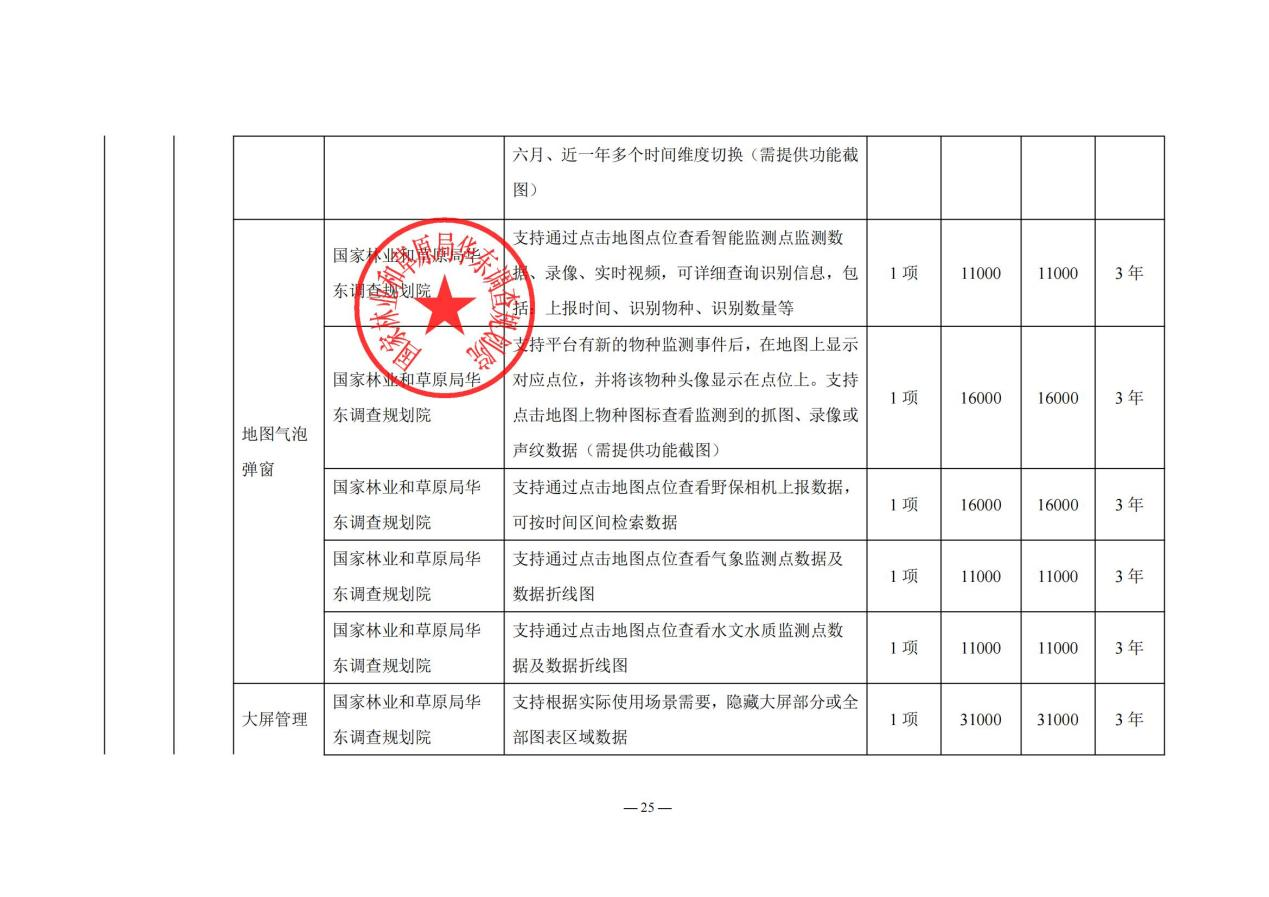 六月、近一年多个时间维度切换（需提供功能截
图）
地图气泡
弹窗
国家林业和草原局华
东调查规划院
支持通过点击地图点位查看智能监测点监测数
据、录像、实时视频，可详细查询识别信息，包
括：上报时间、识别物种、识别数量等
1 项
11000
11000
3 年
国家林业和草原局华东调查规划院
国家林业和草原局华
东调查规划院
支持平台有新的物种监测事件后，在地图上显示
对应点位，并将该物种头像显示在点位上。支持
点击地图上物种图标查看监测到的抓图、录像或
声纹数据（需提供功能截图）
1 项
16000
16000
3 年
国家林业和草原局华
东调查规划院
支持通过点击地图点位查看野保相机上报数据，
可按时间区间检索数据
1 项
16000
16000
3 年
国家林业和草原局华
东调查规划院
支持通过点击地图点位查看气象监测点数据及
数据折线图
1 项
11000
11000
3 年
国家林业和草原局华
东调查规划院
支持通过点击地图点位查看水文水质监测点数
据及数据折线图
1 项
11000
11000
3 年
大屏管理
国家林业和草原局华
东调查规划院
支持根据实际使用场景需要，隐藏大屏部分或全
部图表区域数据
1 项
31000
31000
3 年
— 25 —